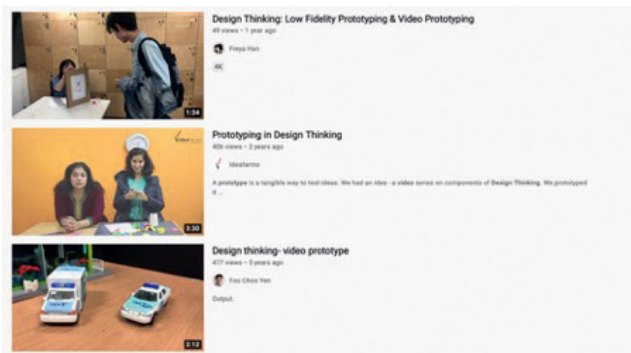 Design Thinking: Low Fidelity Prototyping & Video Prototyping
49 views • 1 year ago
Freya Han
4K
1:34
Prototyping in Design Thinking
406 views • 2 years ago
Ideafarms
A prototype is a tangible way to test ideas. We had an idea - a video series on components of Design Thinking. We prototyped
it ...
3:30
Design thinking- video prototype
477 views • 5 years ago
Foo Choo Yen
Output.
2:12